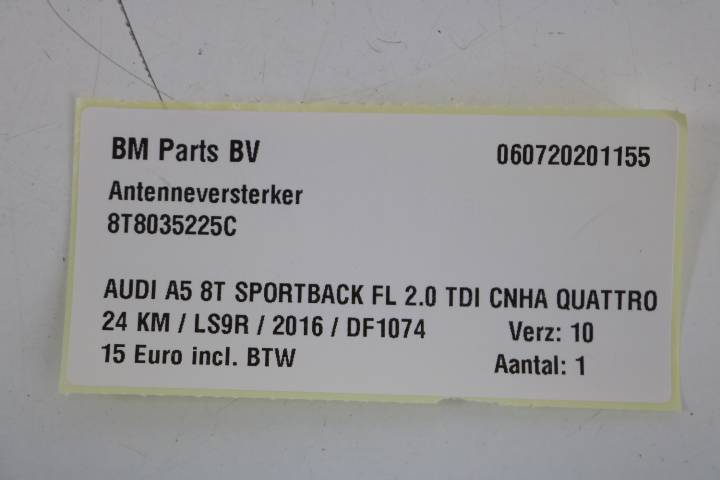 BM Parts BV 060720201155
Antenneversterker
8T8035225C
AUDI A5 8T SPORTBACK FL 2.0 TDI CNHA QUATTRO
24 KM / LS9R / 2016 / DF1074 Verz: 10
15 Euro incl. BTW Aantal: 1